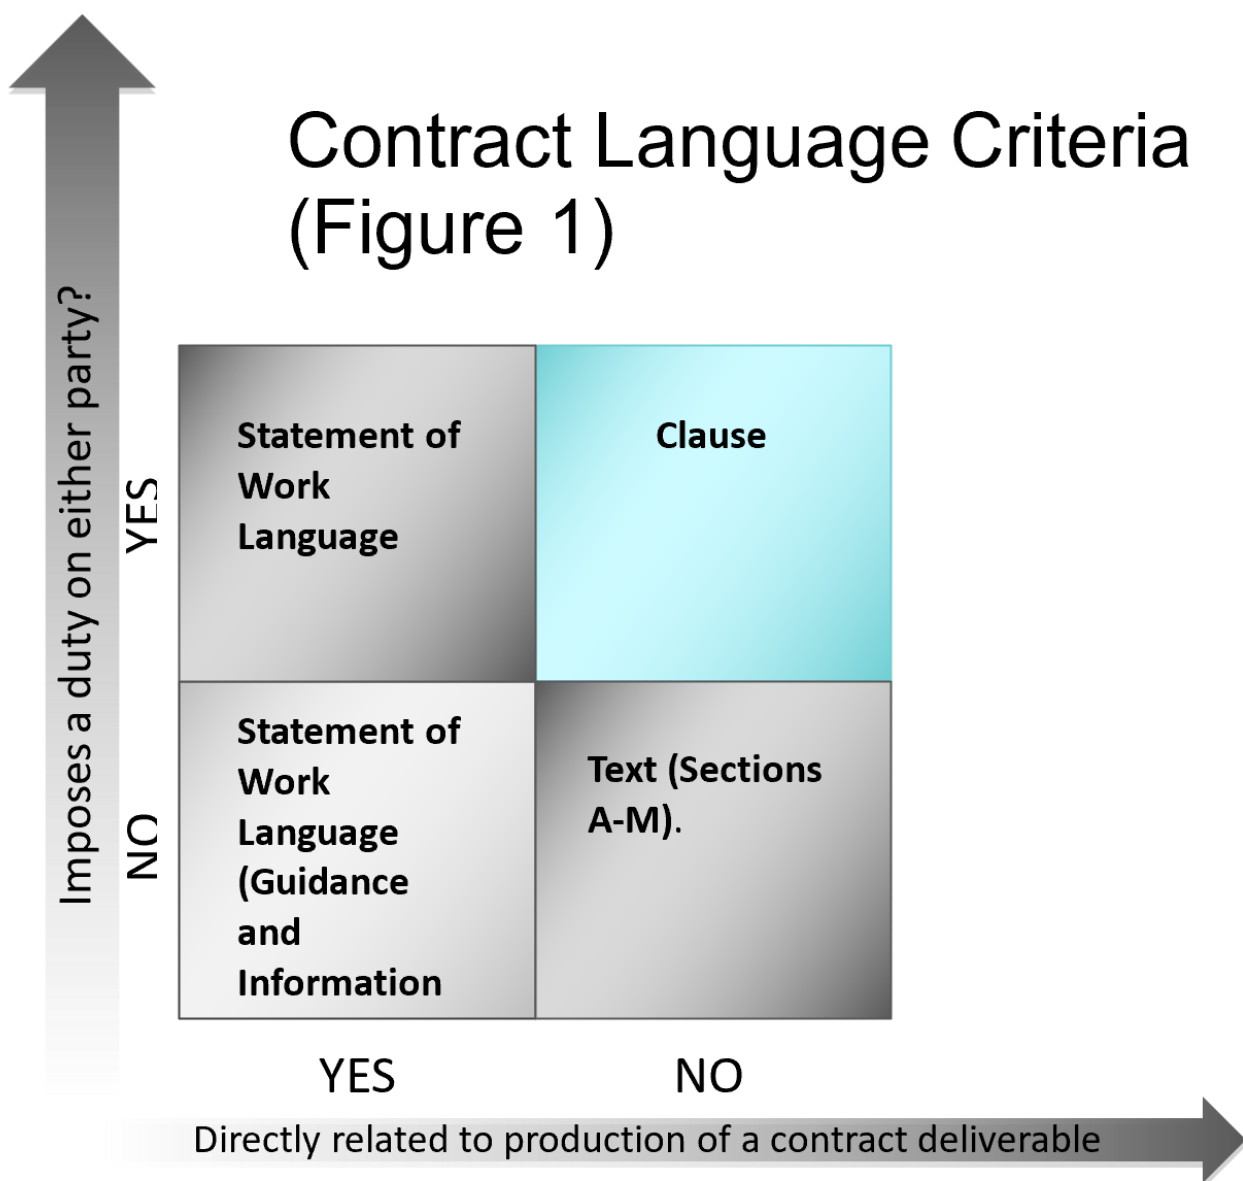 Contract Language Criteria
(Figure 1)
Imposes a duty on either party?
YES
NO
Statement of
Work
Language
Clause
Statement of
Work
Language
(Guidance
and
Information
Text (Sections
A-M).
YES
NO
Directly related to production of a contract deliverable